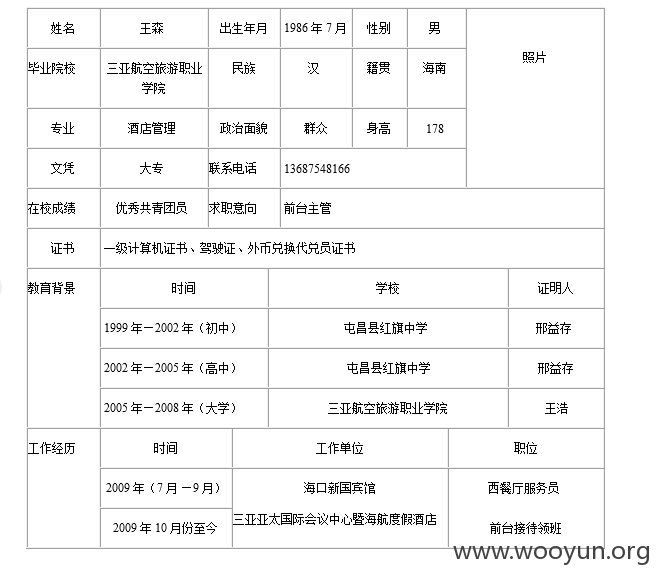 姓名 王森 出生年月 1986年7月 性别 男 照片
毕业院校 三亚航空旅游职业学院 民族 汉 籍贯 海南
专业 酒店管理 政治面貌 群众 身高 178
文凭 大专 联系电话 13687548166
在校成绩 优秀共青团员 求职意向 前台主管
证书 一级计算机证书、驾驶证、外币兑换代兑员证书
教育背景 时间 学校 证明人
1999年－2002年（初中） 屯昌县红旗中学 邢益存
2002年－2005年（高中） 屯昌县红旗中学 邢益存
2005年－2008年（大学） 三亚航空旅游职业学院 王浩
工作经历 时间 工作单位 职位
2009年（7月－9月） 海口新国宾馆 西餐厅服务员
2009年10月份至今 三亚亚太国际会议中心暨海航度假酒店 前台接待领班
www.wooyun.org